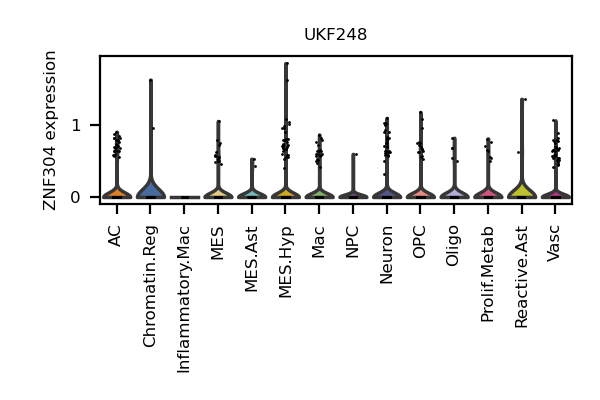 UKF248
ZNF304 expression
1
0
AC
Chromatin.Reg
Inflammatory.Mac
MES
MES.Ast
MES.Hyp
Mac
NPC
Neuron
OPC
Oligo
Prolif.Metab
Reactive.Ast
Vasc